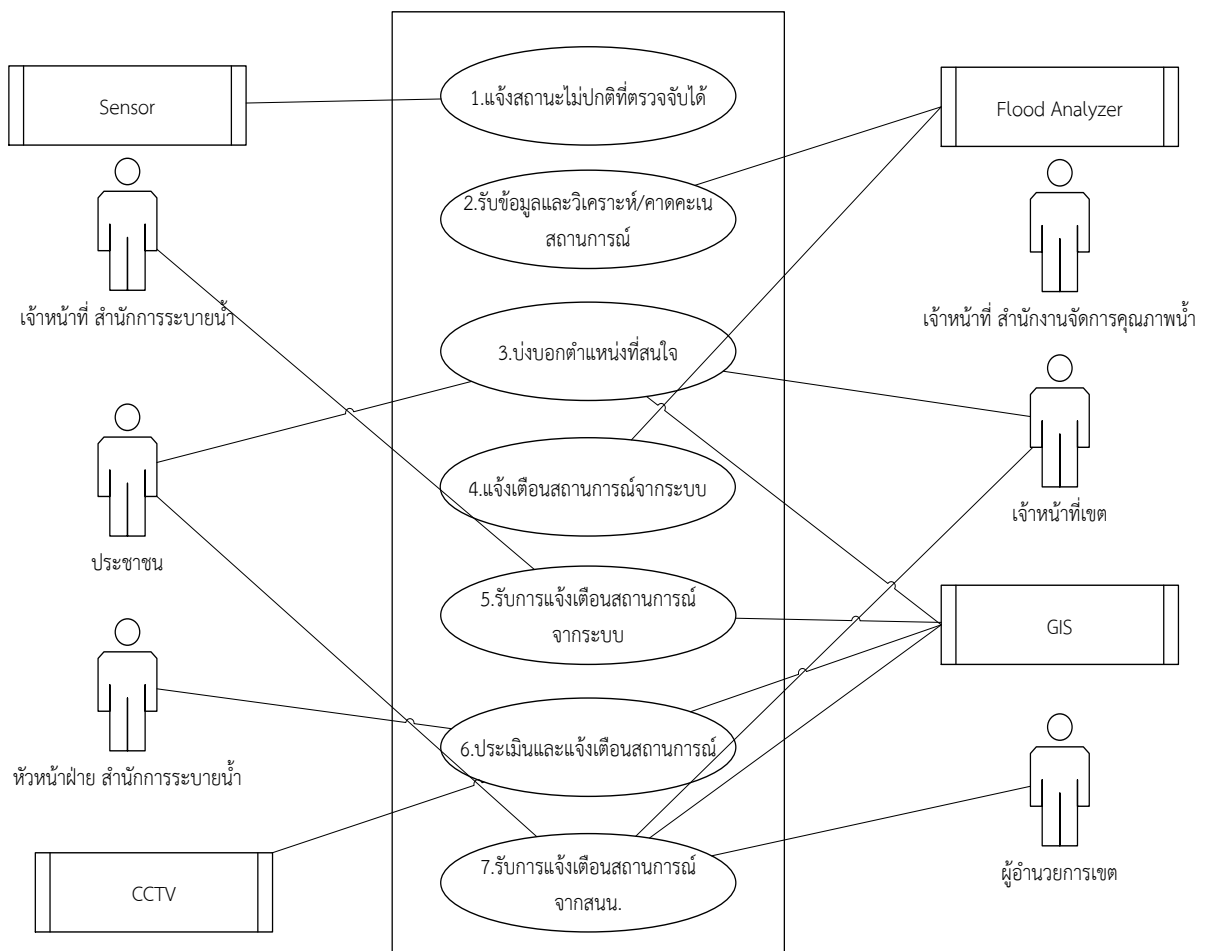 Sensor
1.แจ้งสถานะไม่ปกติที่ตรวจจับได้
Flood Analyzer
2.รับข้อมูลและวิเคราะห์/คาดคะเน
สถานการณ์
เจ้าหน้าที่ สำนักการระบายน้ำ
เจ้าหน้าที่ สำนักงานจัดการคุณภาพน้ำ
3.บ่งบอกตำแหน่งที่สนใจ
4.แจ้งเตือนสถานการณ์จากระบบ
เจ้าหน้าที่เขต
ประชาชน
5.รับการแจ้งเตือนสถานการณ์
จากระบบ
GIS
6.ประเมินและแจ้งเตือนสถานการณ์
หัวหน้าฝ่าย สำนักการระบายน้ำ
7.รับการแจ้งเตือนสถานการณ์
จากสนน.
ผู้อำนวยการเขต
CCTV